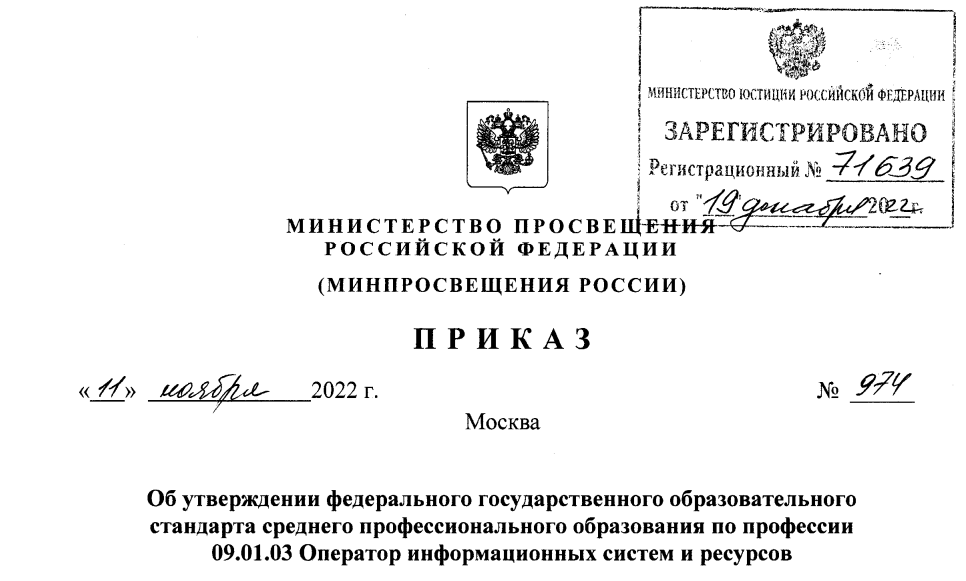 МИНИСТЕРСТВО ЮСТИЦИИ РОССИЙСКОЙ ФЕДЕРАЦИИ
ЗАРЕГИСТРИРОВАНО
Регистрационный № 71639
от "19" декабря 2022г.
МИНИСТЕРСТВО ПРОСВЕЩЕНИЯ
РОССИЙСКОЙ ФЕДЕРАЦИИ
(МИНПРОСВЕЩЕНИЯ РОССИИ)
ПРИКАЗ
«11» ноября 2022 г. № 974
Москва
Об утверждении федерального государственного образовательного
стандарта среднего профессионального образования по профессии
09.01.03 Оператор информационных систем и ресурсов